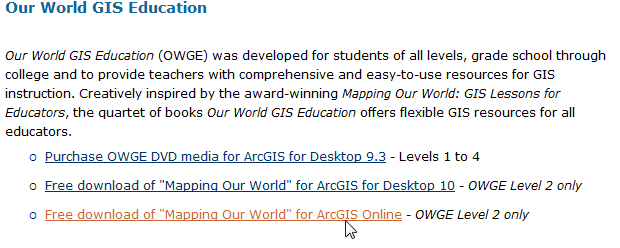 Our World GIS Education
Our World GIS Education (OWGE) was developed for students of all levels, grade school through
college and to provide teachers with comprehensive and easy-to-use resources for GIS
instruction. Creatively inspired by the award-winning Mapping Our World: GIS Lessons for
Educators, the quartet of books Our World GIS Education offers flexible GIS resources for all
educators.
Purchase OWGE DVD media for ArcGIS for Desktop 9.3 - Levels 1 to 4
Free download of "Mapping Our World" for ArcGIS for Desktop 10 - OWGE Level 2 only
Free download of "Mapping Our World" for ArcGIS Online - OWGE Level 2 only